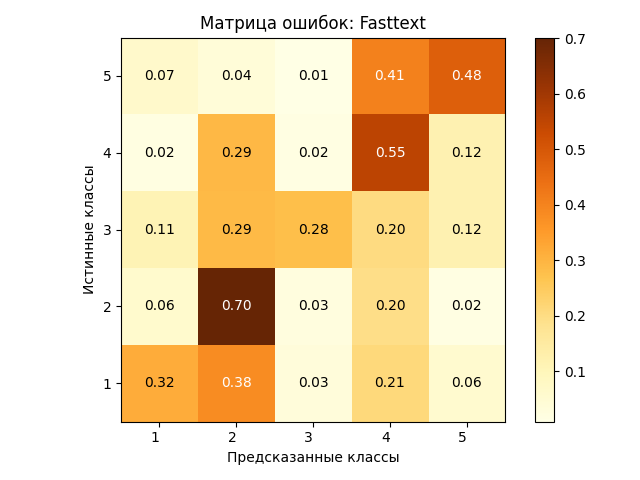 Матрица ошибок: Fasttext
Истинные классы
5 0.07 0.04 0.01 0.41 0.48
4 0.02 0.29 0.02 0.55 0.12
3 0.11 0.29 0.28 0.20 0.12
2 0.06 0.70 0.03 0.20 0.02
1 0.32 0.38 0.03 0.21 0.06
1 2 3 4 5
Предсказанные классы
0.7
0.6
0.5
0.4
0.3
0.2
0.1